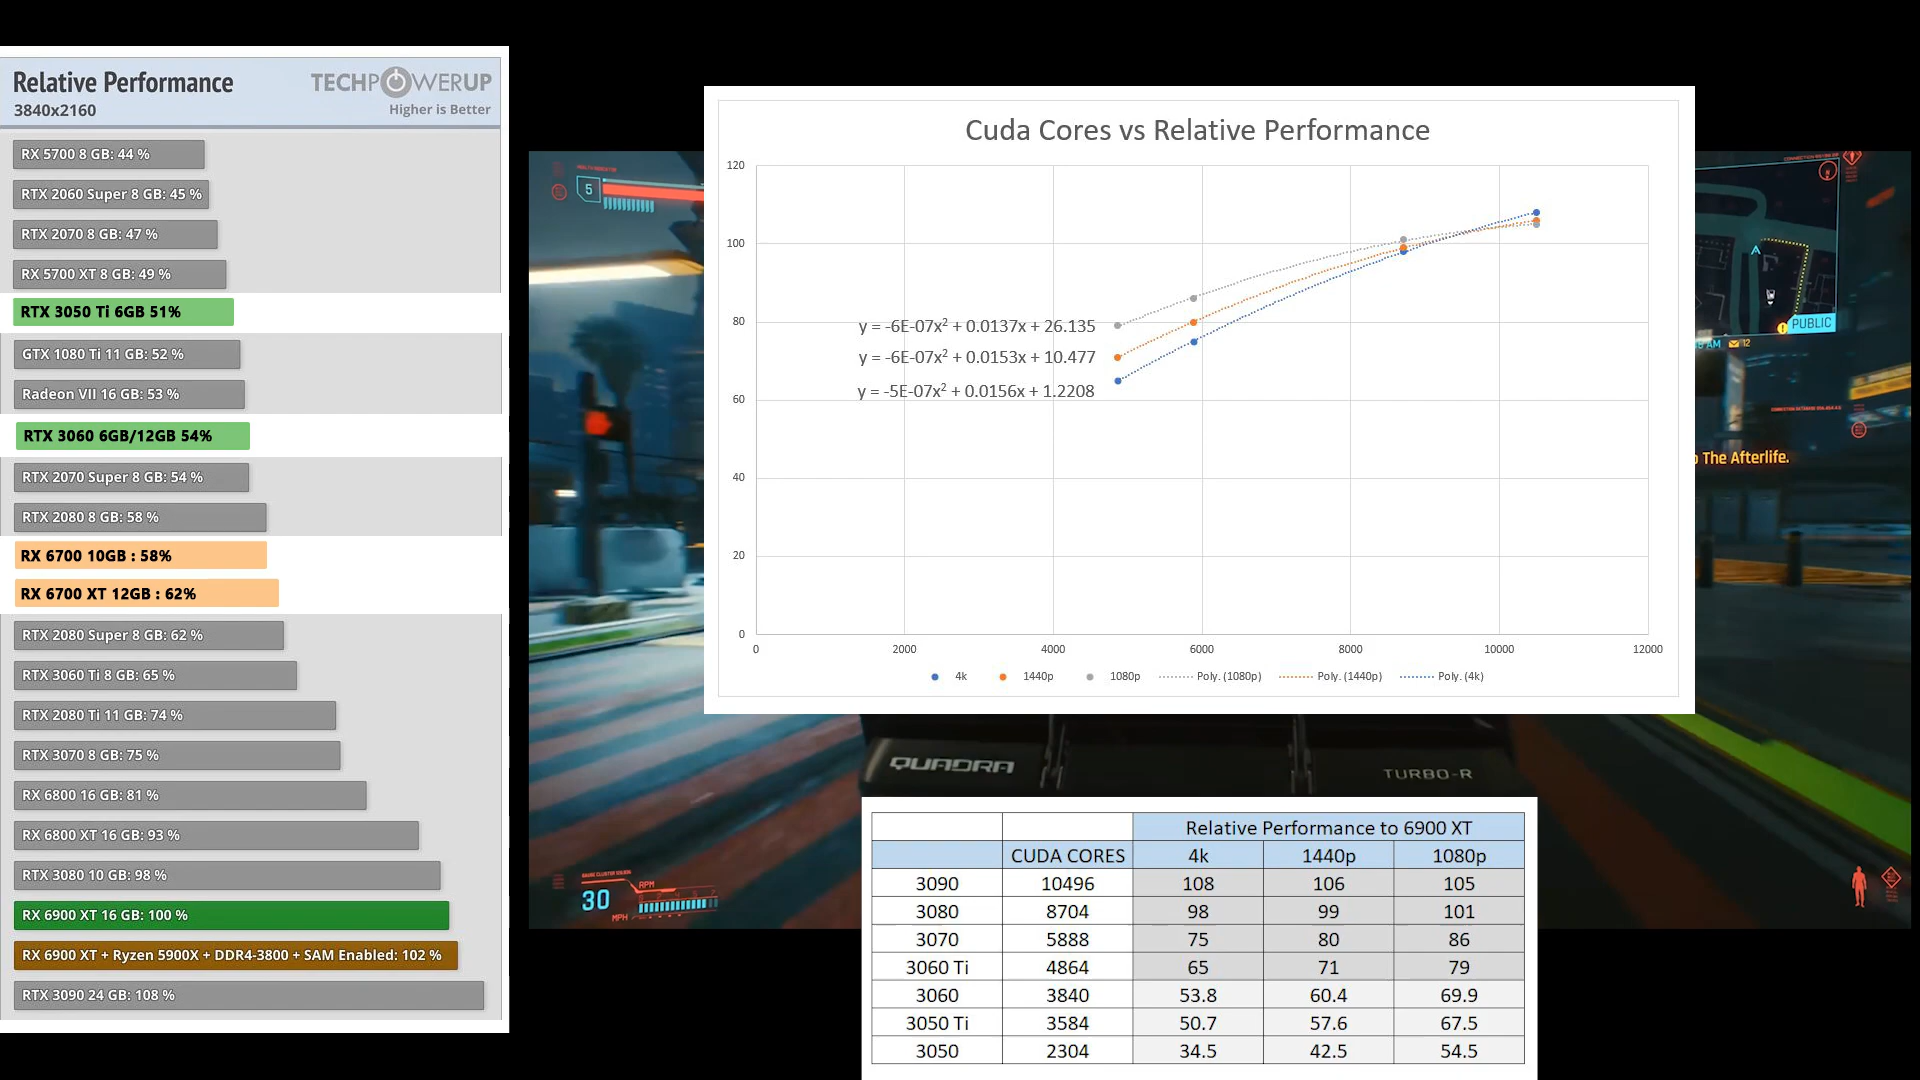 Relative Performance
TECHPOWERUP
3840x2160
Higher is Better
RX 5700 8 GB: 44 %
RTX 2060 Super 8 GB: 45 %
RTX 2070 8 GB: 47 %
RX 5700 XT 8 GB: 49 %
RTX 3050 Ti 6GB 51%
GTX 1080 Ti 11 GB: 52 %
Radeon VII 16 GB: 53 %
RTX 3060 6GB/12GB 54%
RTX 2070 Super 8 GB: 54 %
RTX 2080 8 GB: 58 %
RX 6700 10GB : 58%
RX 6700 XT 12GB : 62%
RTX 2080 Super 8 GB: 62 %
RTX 3060 Ti 8 GB: 65 %
RTX 2080 Ti 11 GB: 74 %
RTX 3070 8 GB: 75 %
RX 6800 16 GB: 81 %
RX 6800 XT 16 GB: 93 %
RTX 3080 10 GB: 98 %
RX 6900 XT 16 GB: 100 %
RX 6900 XT + Ryzen 5900X + DDR4-3800 + SAM Enabled: 102 %
RTX 3090 24 GB: 108 %
5
Cuda Cores vs Relative Performance
120
100
80
60
40
20
0
y = -6E-07x² + 0.0137x + 26.135
y = -6E-07x² + 0.0153x + 10.477
y = -5E-07x² + 0.0156x + 1.2208
0 2000 4000 6000 8000 10000 12000
4k 1440p 1080p Poly. (1080p) Poly. (1440p) Poly. (4k)
PUBLIC
AM 12
The Afterlife.
QUADRA
TURBO-R
RPM
30
MPH
Relative Performance to 6900 XT
CUDA CORES 4k 1440p 1080p
3090 10496 108 106 105
3080 8704 98 99 101
3070 5888 75 80 86
3060 Ti 4864 65 71 79
3060 3840 53.8 60.4 69.9
3050 Ti 3584 50.7 57.6 67.5
3050 2304 34.5 42.5 54.5